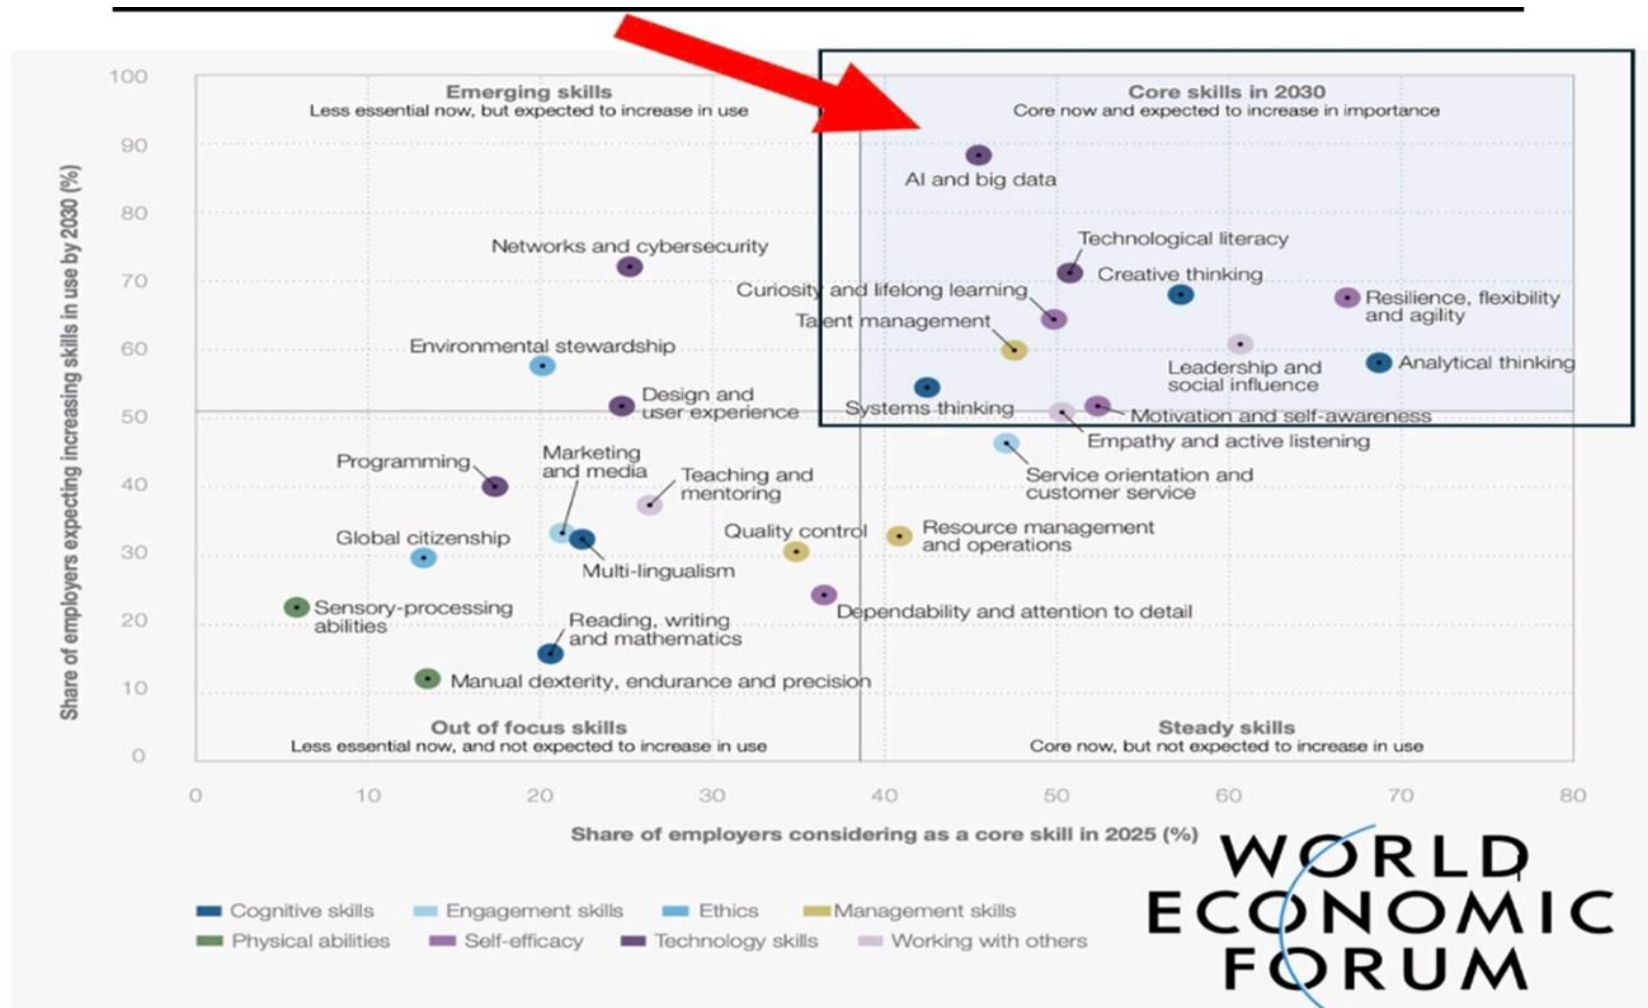 100
90
80
70
60
50
40
30
20
10
0
Share of employers expecting increasing skills in use by 2030 (%)
Emerging skills
Less essential now, but expected to increase in use
Core skills in 2030
Core now and expected to increase in importance
AI and big data
Networks and cybersecurity
Technological literacy
Creative thinking
Curiosity and lifelong learning
Resilience, flexibility
and agility
Talent management
Environmental stewardship
Leadership and
social influence
Analytical thinking
Design and
user experience
Systems thinking
Motivation and self-awareness
Empathy and active listening
Programming
Marketing
and media
Teaching and
mentoring
Service orientation and
customer service
Global citizenship
Quality control
Resource management
and operations
Multi-lingualism
Sensory-processing
abilities
Dependability and attention to detail
Reading, writing
and mathematics
Manual dexterity, endurance and precision
Out of focus skills
Less essential now, and not expected to increase in use
Steady skills
Core now, but not expected to increase in use
0 10 20 30 40 50 60 70 80
Share of employers considering as a core skill in 2025 (%)
Cognitive skills Engagement skills Ethics Management skills
Physical abilities Self-efficacy Technology skills Working with others
WORLD
ECONOMIC
FORUM